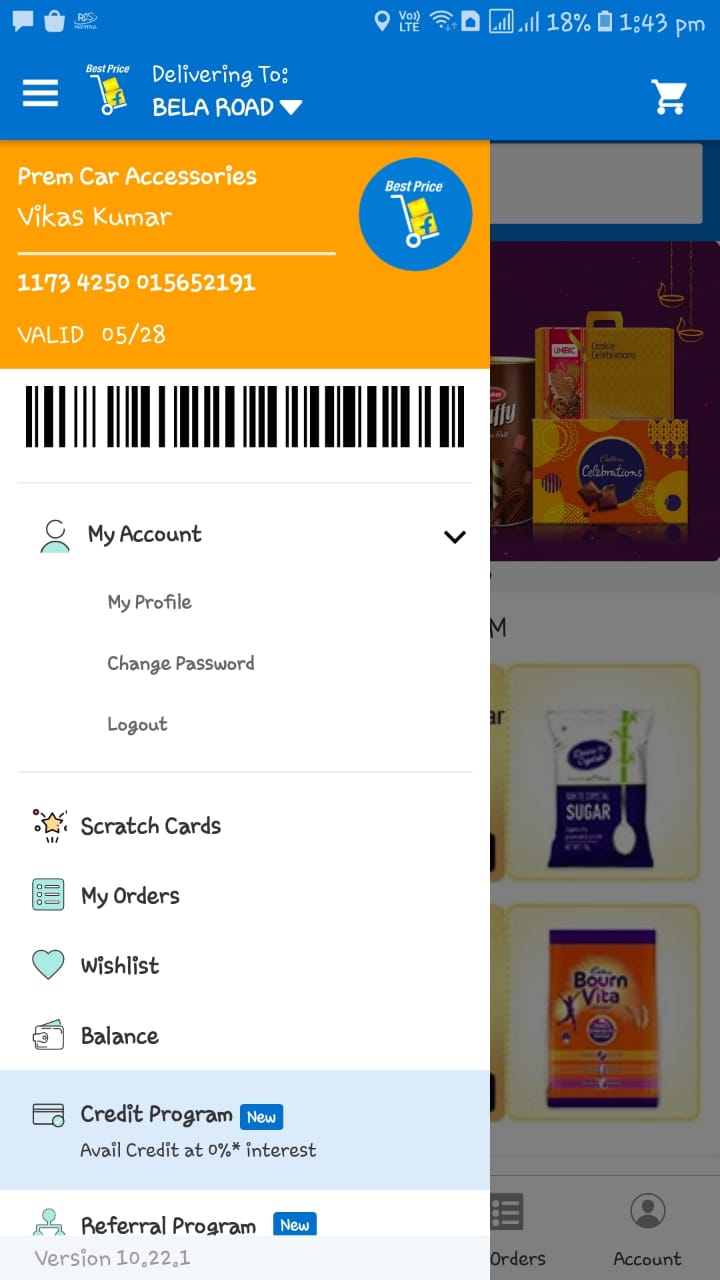 Vo))
LTE
18%
1:43 pm
Best Price
Delivering To:
BELA ROAD
Prem Car Accessories
Vikas Kumar
Best Price
1173 4250 015652191
VALID 05/28
UNIBIC
Cookie
Celebrations
Cadbury
Celebrations
My Account
My Profile
M
Change Password
Logout
ar
SUGAR
Scratch Cards
My Orders
Wishlist
Bourn
Vita
Balance
Credit Program New
Avail Credit at 0%* interest
Referral Program New
Version 10.22.1
Orders
Account